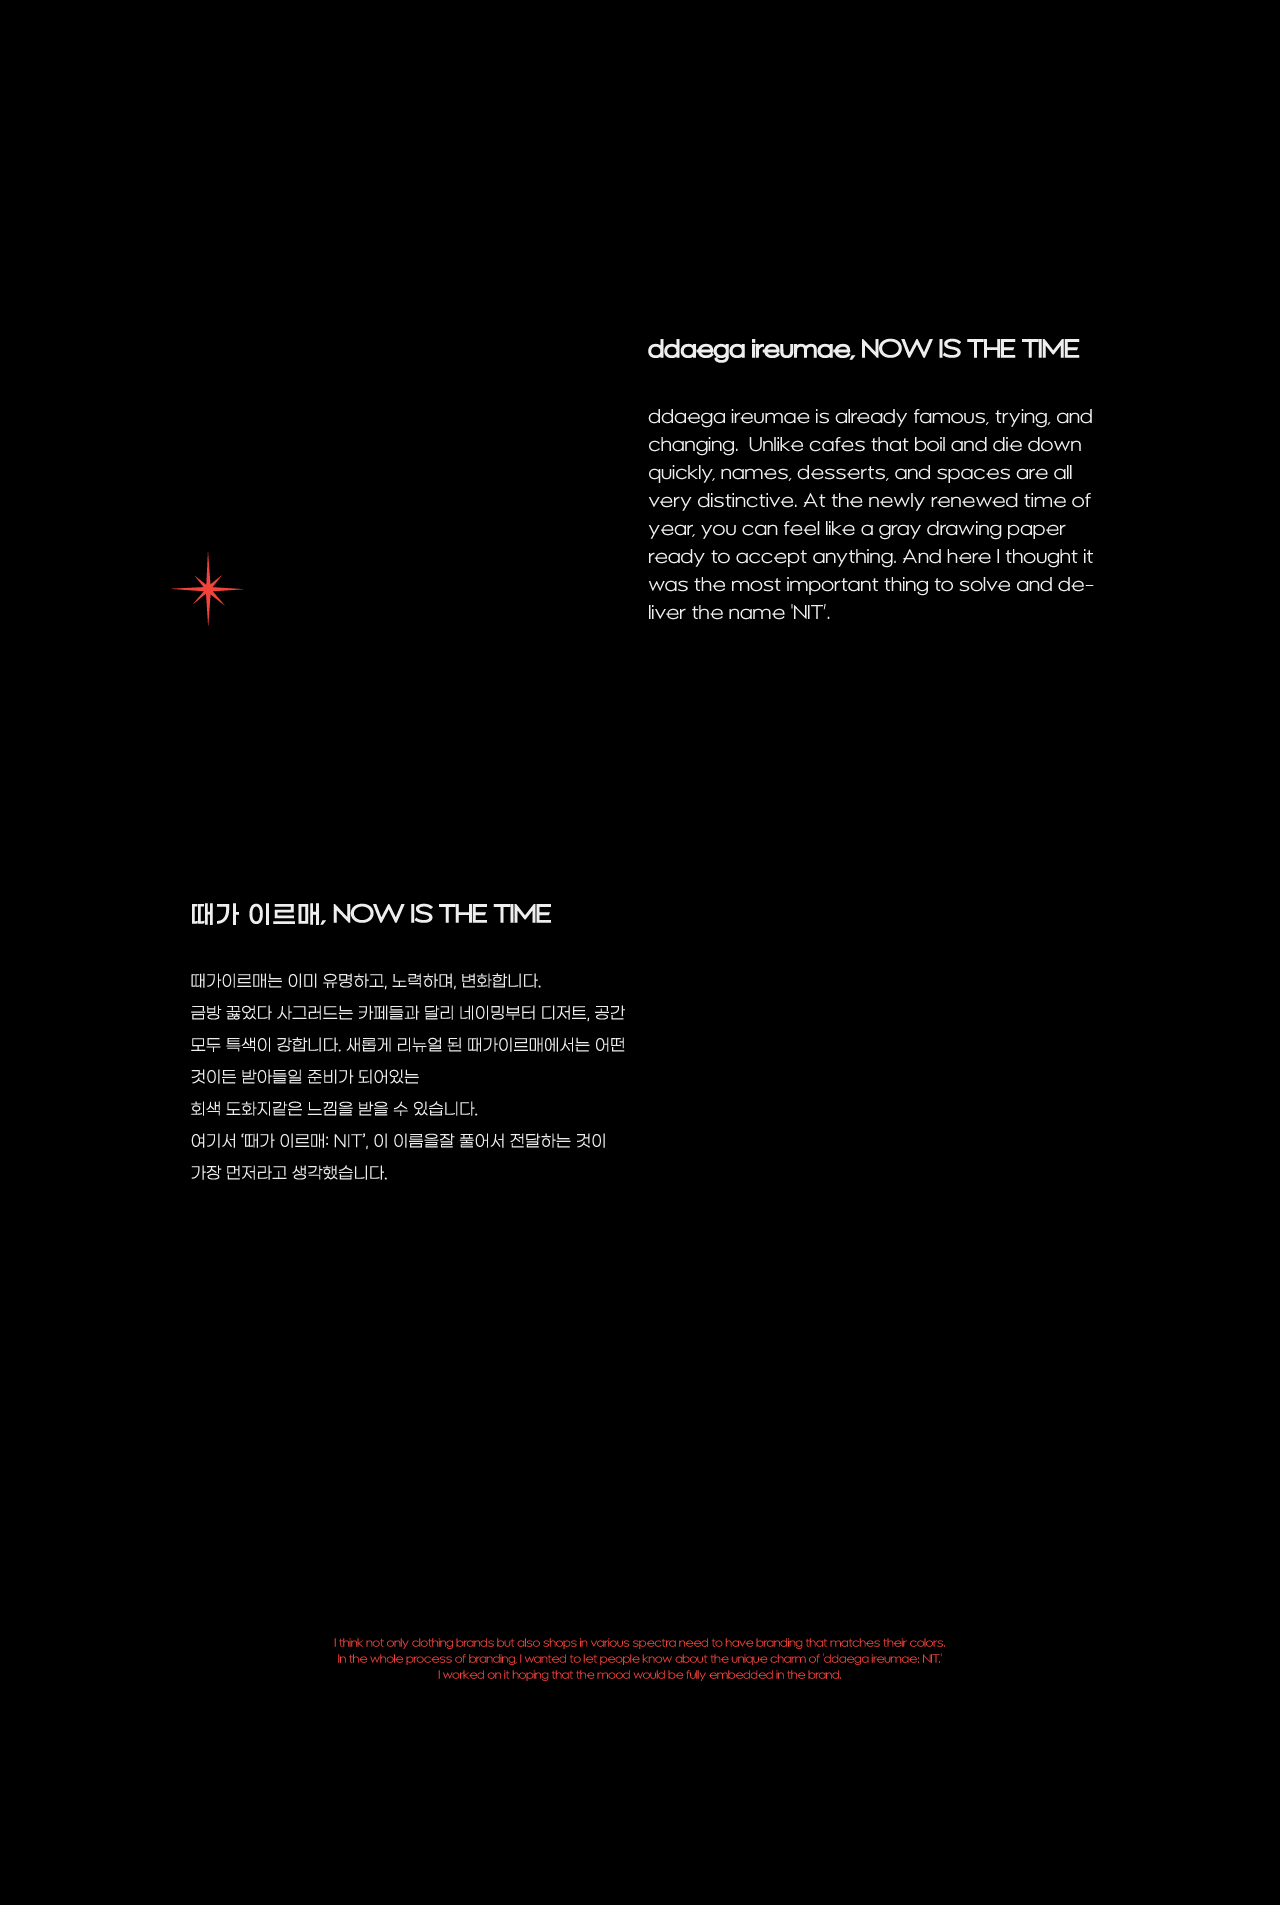 ddaega ireumae, NOW IS THE TIME
ddaega ireumae is already famous, trying, and
changing.  Unlike cafes that boil and die down
quickly, names, desserts, and spaces are all
very distinctive. At the newly renewed time of
year, you can feel like a gray drawing paper
ready to accept anything. And here I thought it
was the most important thing to solve and de-
liver the name 'NIT'.
때가 이르매, NOW IS THE TIME
때가이르매는 이미 유명하고, 노력하며, 변화합니다.
금방 끓었다 사그러드는 카페들과 달리 네이밍부터 디저트, 공간
모두 특색이 강합니다. 새롭게 리뉴얼 된 때가이르매에서는 어떤
것이든 받아들일 준비가 되어있는
회색 도화지같은 느낌을 받을 수 있습니다.
여기서 ‘때가 이르매: NIT’, 이 이름을잘 풀어서 전달하는 것이
가장 먼저라고 생각했습니다.
I think not only clothing brands but also shops in various spectra need to have branding that matches their colors.
In the whole process of branding, I wanted to let people know about the unique charm of 'ddaega ireumae: NIT.'
I worked on it hoping that the mood would be fully embedded in the brand.